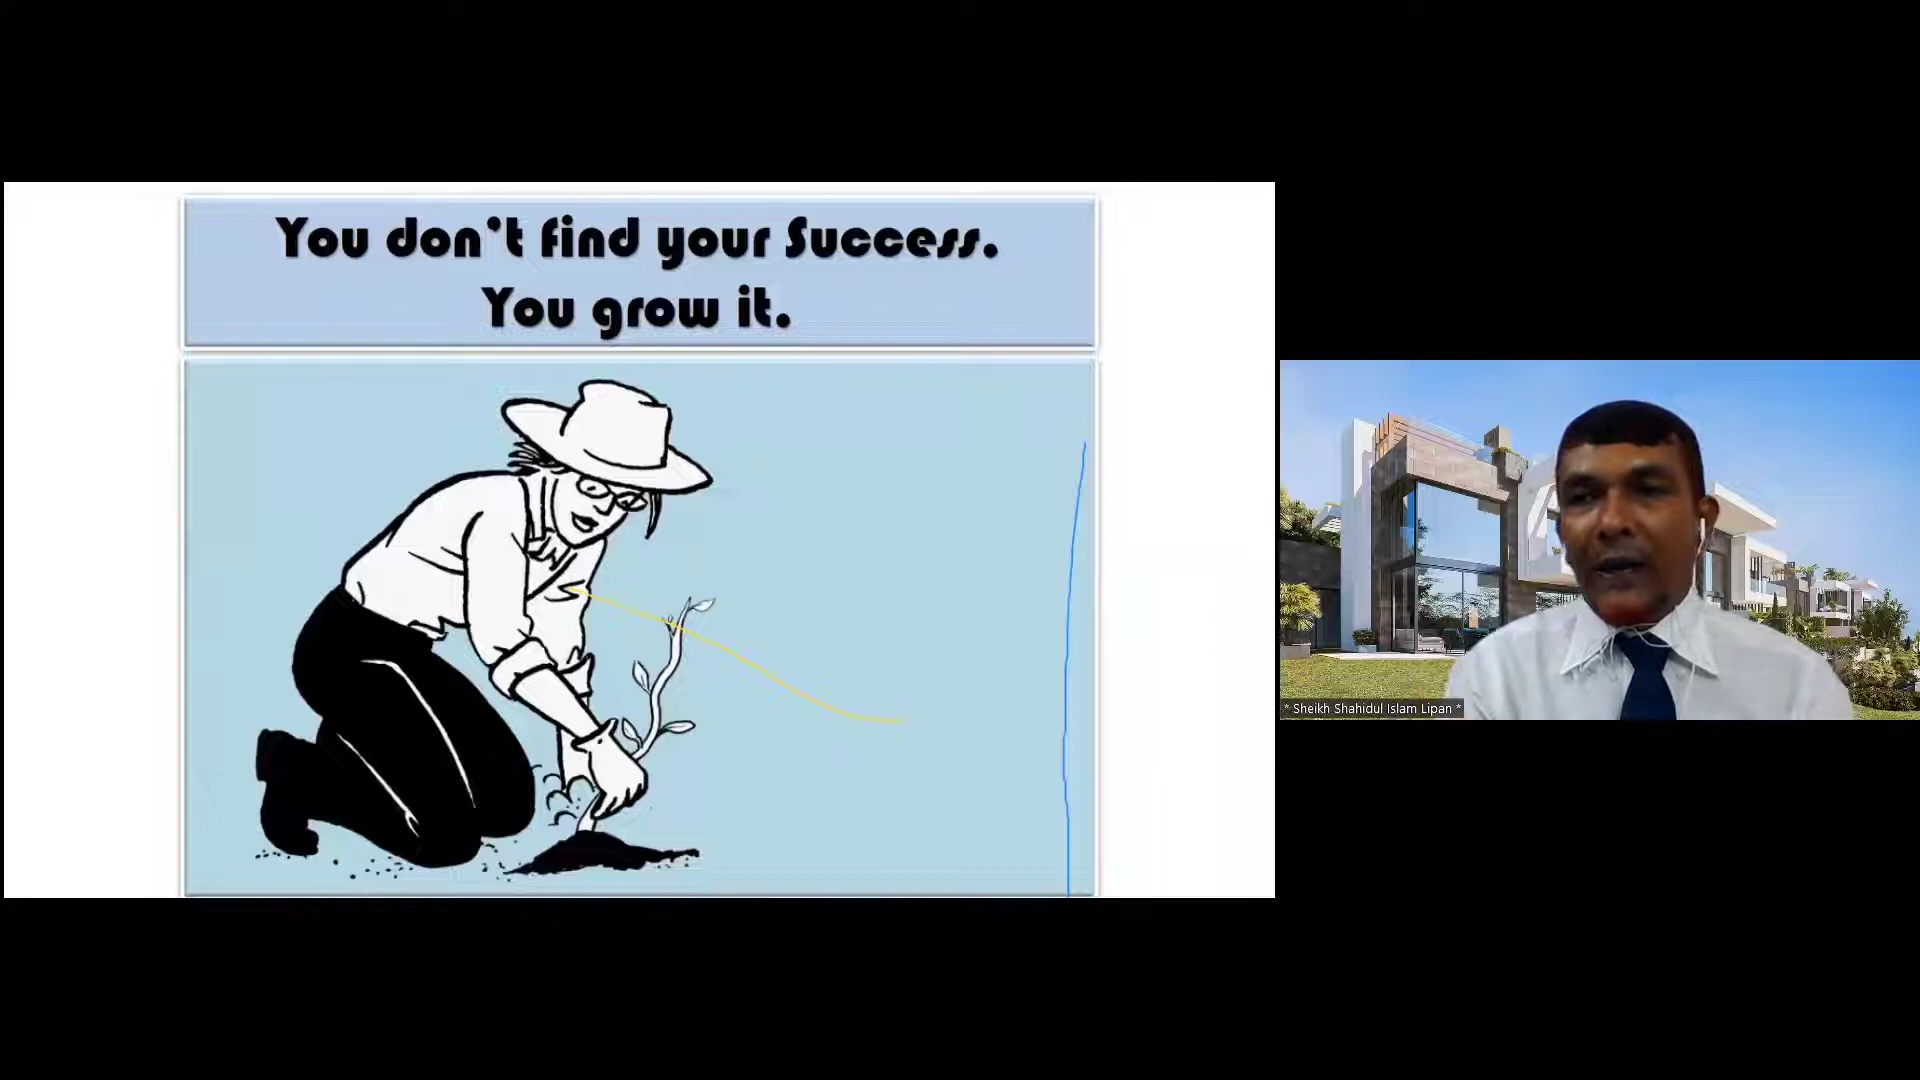 You don't find your Success.
You grow it.
* Sheikh Shahidul Islam Lipan *